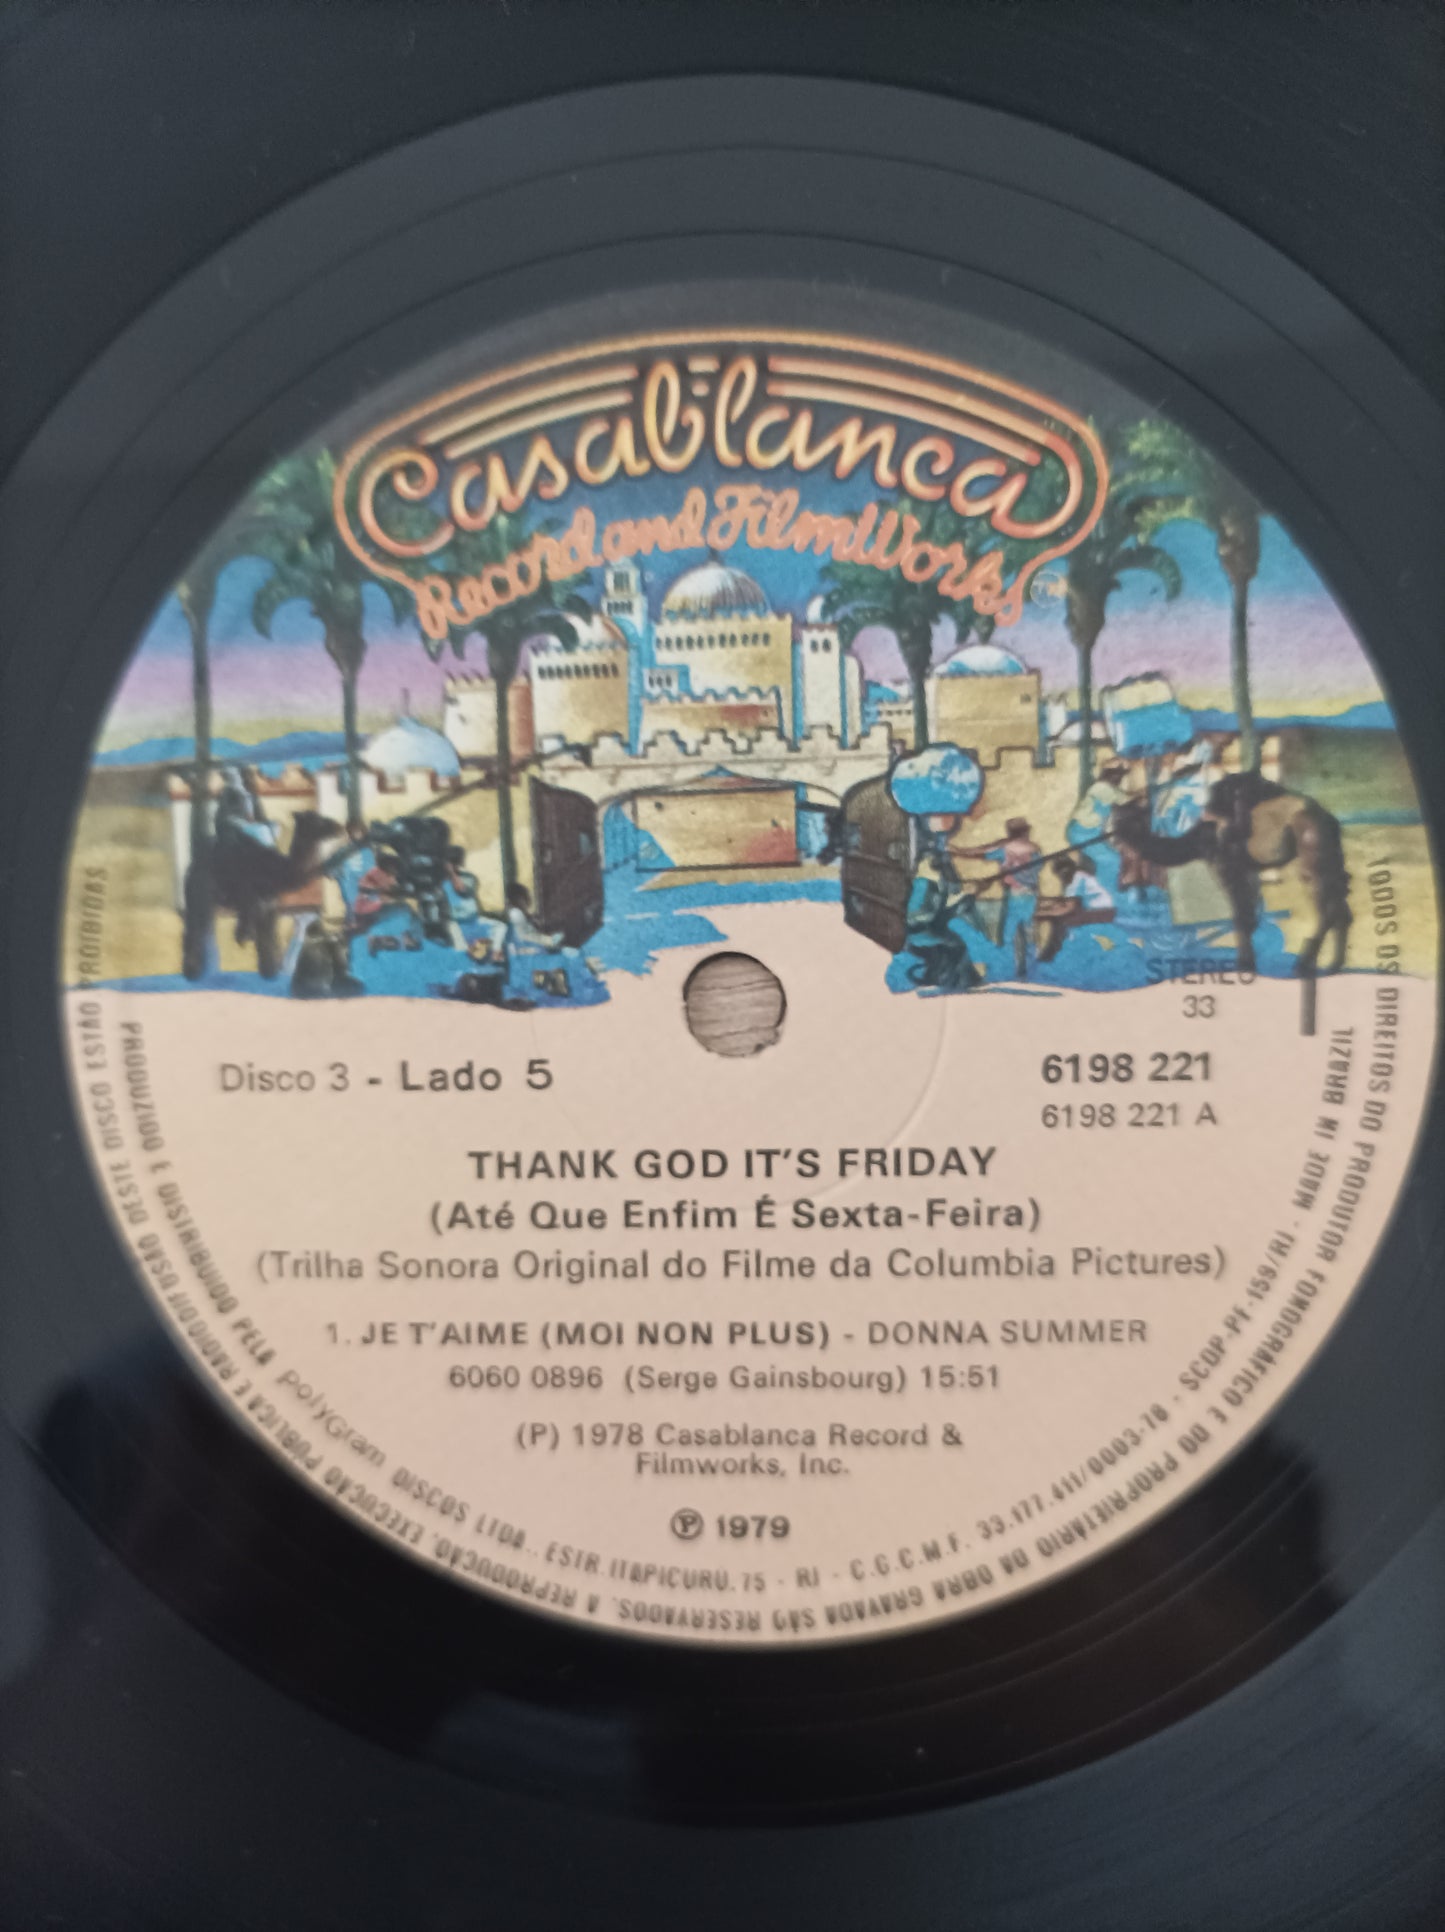 Casablanca
Record and FilmWorks
TM
STEREO
33
Disco 3 - Lado 5
6198 221
6198 221 A
THANK GOD IT'S FRIDAY
(Até Que Enfim É Sexta-Feira)
(Trilha Sonora Original do Filme da Columbia Pictures)
1. JE T'AIME (MOI NON PLUS) - DONNA SUMMER
6060 0896 (Serge Gainsbourg) 15:51
(P) 1978 Casablanca Record &
Filmworks, Inc.
℗ 1979
PRODUZIDO E DISTRIBUIDO PELA polyGram DISCOS LTDA., ESTR. ITAPICURU, 75 - RJ - C.G.C.M.F. 33.177.411/0003-78 - SCDP-PF-159/RJ - MADE IN BRAZIL
TODOS OS DIREITOS DO PRODUTOR FONOGRÁFICO E DO PROPRIETÁRIO DA OBRA GRAVADA SÃO RESERVADOS. A REPRODUÇÃO, EXECUÇÃO PÚBLICA E RADIODIFUSÃO DESTE DISCO ESTÃO PROIBIDAS